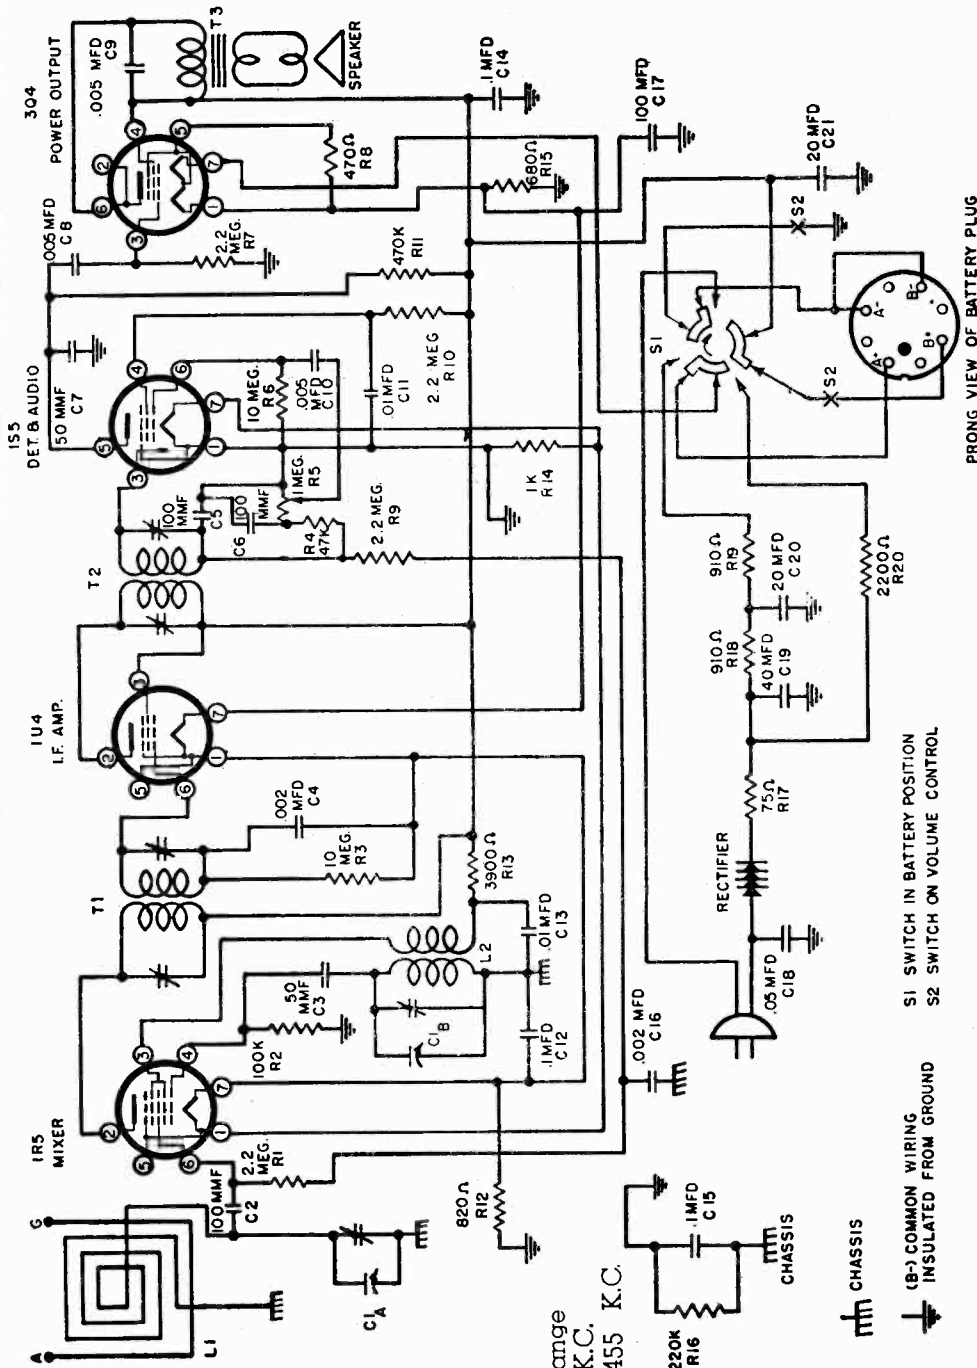 3Q4
POWER OUTPUT
.005 MFD
C9
T3
SPEAKER
.1 MFD
C14
100 MFD
C17
20 MFD
C21
470Ω
R8
680Ω
R15
.005 MFD
C8
2.2
MEG.
R7
470K
R11
1S5
DET. & AUDIO
50 MMF
C7
10 MEG.
R6
.005
MFD
C10
.01 MFD
C11
2.2 MEG
R10
1 MEG.
R5
1K
R14
100
MMF
C5
C6
100
MMF
R4
47K
2.2 MEG.
R9
T2
1U4
I.F. AMP.
T1
.002
MFD
C4
10
MEG.
R3
3900Ω
R13
L2
.01 MFD
C13
.1MFD
C12
50
MMF
C3
C1B
100K
R2
1R5
MIXER
100 MMF
C2
2.2
MEG.
R1
.002 MFD
C16
820Ω
R12
A
G
L1
C1A
S1
S2
S2
A+
A-
B-
B+
PRONG VIEW OF BATTERY PLUG
910Ω
R19
20 MFD
C20
910Ω
R18
40 MFD
C19
2200Ω
R20
75Ω
R17
RECTIFIER
.05 MFD
C18
S1 SWITCH IN BATTERY POSITION
S2 SWITCH ON VOLUME CONTROL
220K
R16
.1MFD
C15
CHASSIS
CHASSIS
(B-) COMMON WIRING
INSULATED FROM GROUND
ange
K.C.
455 K.C.